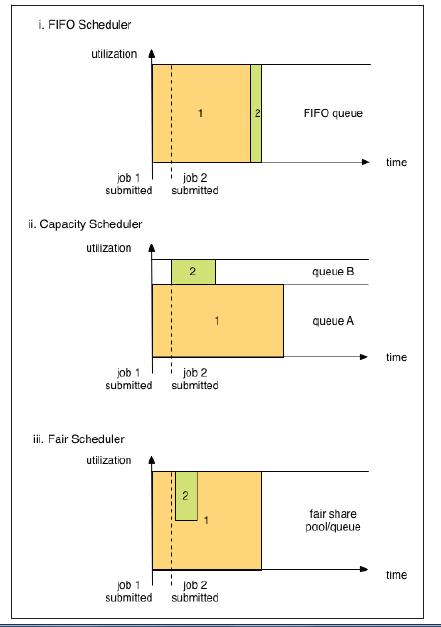 i. FIFO Scheduler
utilization
1
2
FIFO queue
time
job 1
submitted
job 2
submitted
ii. Capacity Scheduler
utilization
2
queue B
1
queue A
time
job 1
submitted
job 2
submitted
iii. Fair Scheduler
utilization
2
1
fair share
pool/queue
time
job 1
submitted
job 2
submitted